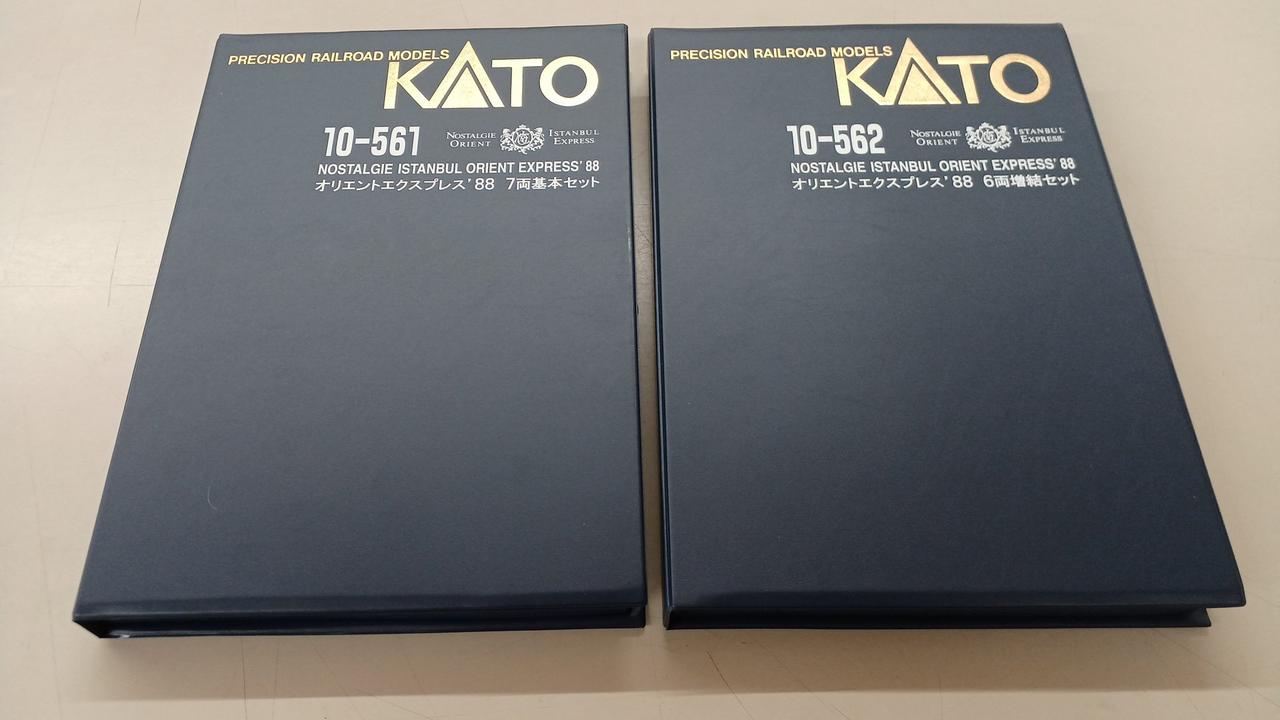 PRECISION RAILROAD MODELS
KATO
10-561
NOSTALGIE ISTANBUL
ORIENT EXPRESS
NOSTALGIE ISTANBUL ORIENT EXPRESS' 88
オリエントエクスプレス' 88 7両基本セット
PRECISION RAILROAD MODELS
KATO
10-562
NOSTALGIE ISTANBUL
ORIENT EXPRESS
NOSTALGIE ISTANBUL ORIENT EXPRESS' 88
オリエントエクスプレス' 88 6両増結セット